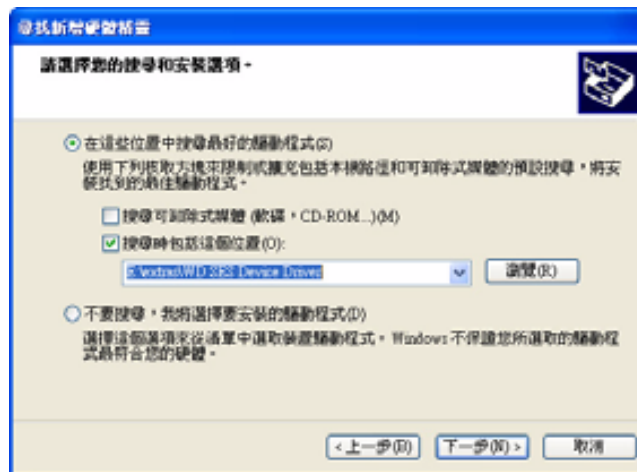 尋找新增硬體精靈
請選擇您的搜尋和安裝選項。
在這些位置中搜尋最好的驅動程式(S)
使用下列核取方塊來限制或擴充包括本機路徑和可卸除式媒體的預設搜尋，將安
裝找到的最佳驅動程式。
搜尋可卸除式媒體 (軟碟，CD-ROM...)(M)
搜尋時包括這個位置(O):
\extras\WD SES Device Driver
瀏覽(R)
不要搜尋，我將選擇要安裝的驅動程式(D)
選擇這個選項來從清單中選取裝置驅動程式。Windows 不保證您所選取的驅動程
式最符合您的硬體。
<上一步(B)
下一步(N)>
取消